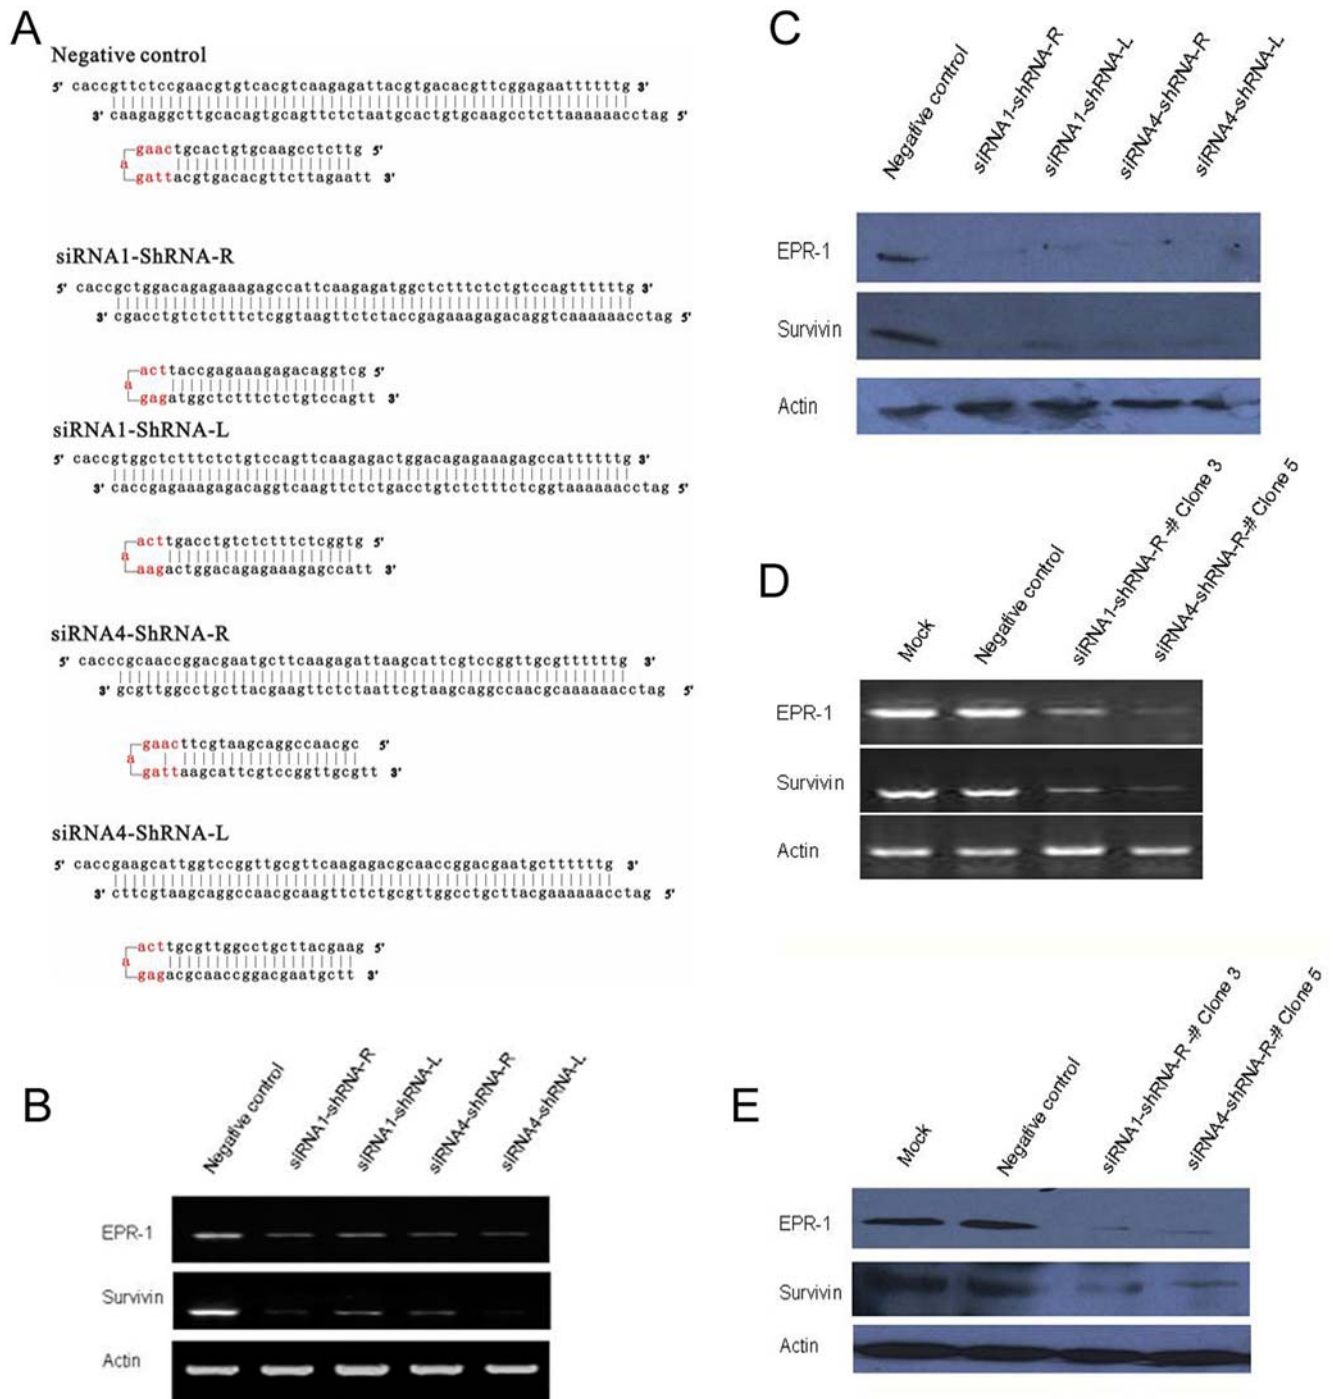 A
Negative control
5' caccgttctccgaacgtgtcacgtcaagagattacgtgacacgttcggagaattttttg 3'
3' caagaggcttgcacagtgcagttctctaatgcactgtgcaagcctcttaaaaaacctag 5'
gaactgcactgtgcaagcctcttg 5'
a
gattacgtgacacgttcttagaatt 3'
siRNA1-ShRNA-R
5' caccgctggacagagaaagagccattcaagagatggctctttctctgtccagttttttg 3'
3' cgacctgtctctttctcggtaagttctctaccgagaaagagacaggtcaaaaaacctag 5'
acttaccgagaaagagacaggtcg 5'
a
gagatggctctttctctgtccagtt 3'
siRNA1-ShRNA-L
5' caccgtggctctttctctgtccagttcaagagactggacagagaaagagccattttttg 3'
3' caccgagaaagagacaggtcaagttctctgacctgtctctttctcggtaaaaaacctag 5'
acttgacctgtctctttctcggtg 5'
a
aagactggacagagaaagagccatt 3'
siRNA4-ShRNA-R
5' cacccgcaaccggacgaatgcttcaagagattaagcattcgtccggttgcgttttttg 3'
3' gcgttggcctgcttacgaagttctctaattcgtaagcaggccaacgcaaaaaacctag 5'
gaacttcgtaagcaggccaacgc 5'
a
gattaagcattcgtccggttgcgtt 3'
siRNA4-ShRNA-L
5' caccgaagcattggtccggttgcgttcaagagacgcaaccggacgaatgcttttttg 3'
3' cttcgtaagcaggccaacgcaagttctctgcgttggcctgcttacgaaaaaacctag 5'
acttgcgttggcctgcttacgaag 5'
a
gagacgcaaccggacgaatgctt 3'
B
Negative control
siRNA1-shRNA-R
siRNA1-shRNA-L
siRNA4-shRNA-R
siRNA4-shRNA-L
EPR-1
Survivin
Actin
C
Negative control
siRNA1-shRNA-R
siRNA1-shRNA-L
siRNA4-shRNA-R
siRNA4-shRNA-L
EPR-1
Survivin
Actin
D
Mock
Negative control
siRNA1-shRNA-R-# Clone 3
siRNA4-shRNA-R-# Clone 5
EPR-1
Survivin
Actin
E
Mock
Negative control
siRNA1-shRNA-R-# Clone 3
siRNA4-shRNA-R-# Clone 5
EPR-1
Survivin
Actin